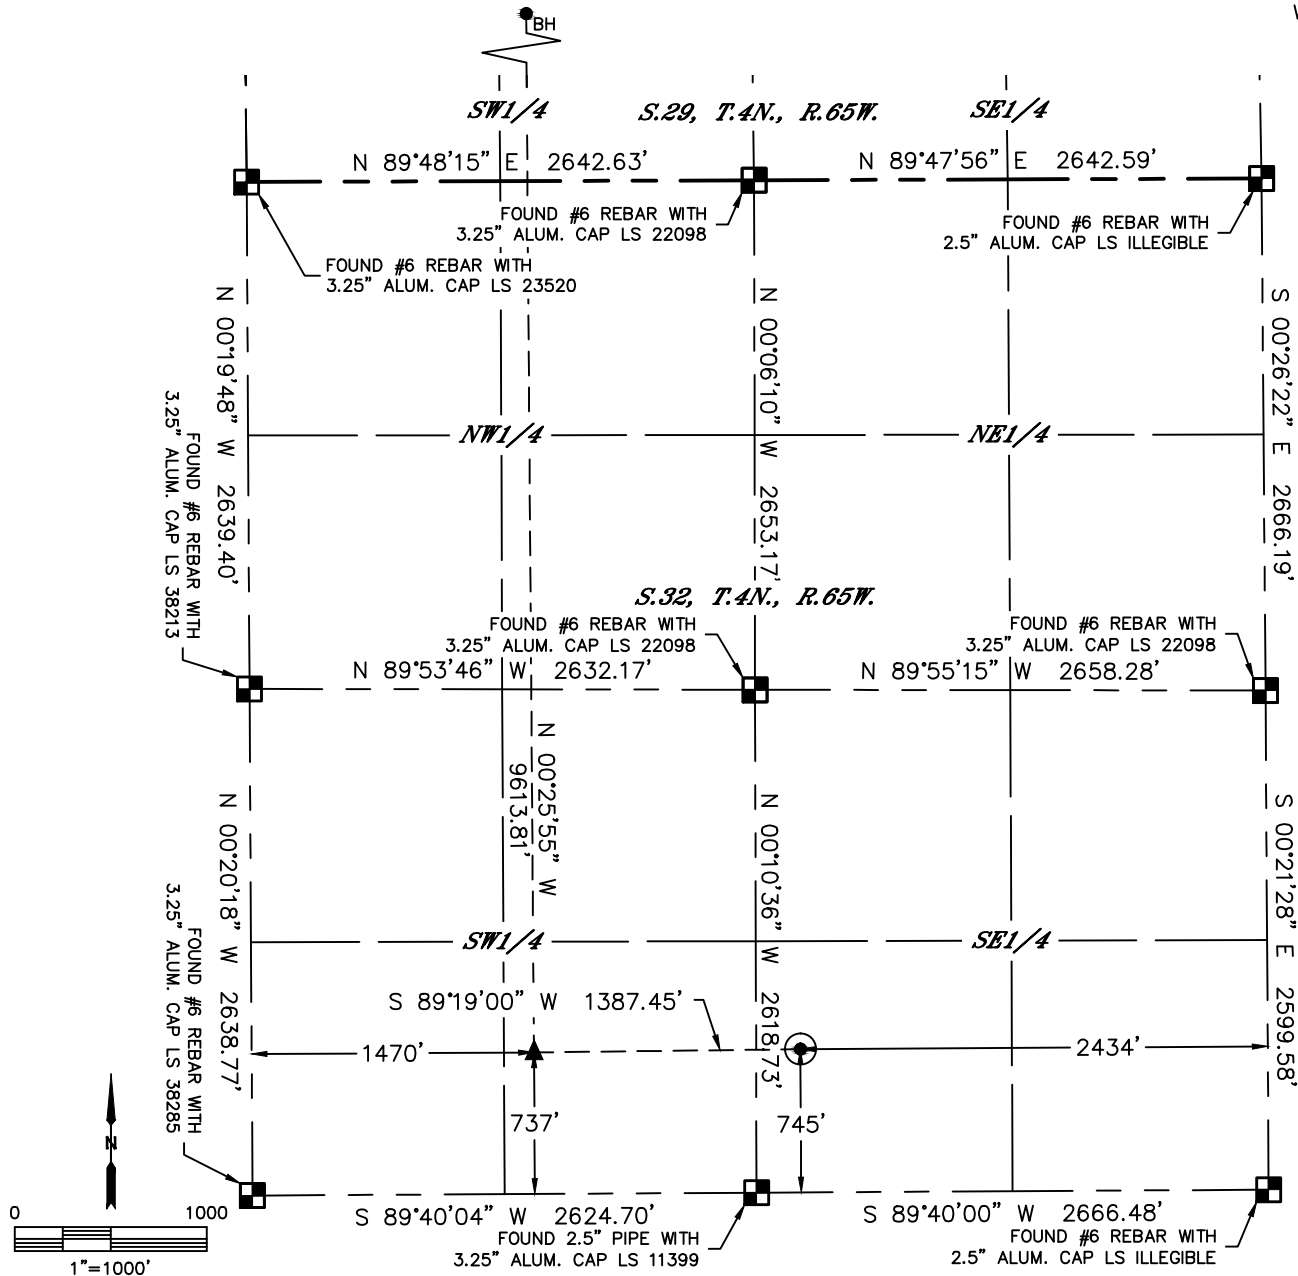 BH
SW1/4
S.29, T.4N., R.65W.
SE1/4
N 89°48'15" E 2642.63'
N 89°47'56" E 2642.59'
FOUND #6 REBAR WITH
3.25" ALUM. CAP LS 22098
FOUND #6 REBAR WITH
2.5" ALUM. CAP LS ILLEGIBLE
FOUND #6 REBAR WITH
3.25" ALUM. CAP LS 23520
N 00°19'48" W 2639.40'
N 00°06'10" W 2653.17'
S 00°26'22" E 2666.19'
NW1/4
NE1/4
FOUND #6 REBAR WITH
3.25" ALUM. CAP LS 38213
S.32, T.4N., R.65W.
FOUND #6 REBAR WITH
3.25" ALUM. CAP LS 22098
FOUND #6 REBAR WITH
3.25" ALUM. CAP LS 22098
N 89°53'46" W 2632.17'
N 89°55'15" W 2658.28'
N 00°25'55" W
9613.81'
N 00°20'18" W 2638.77'
N 00°10'36" W 2618.73'
S 00°21'28" E 2599.58'
SW1/4
SE1/4
FOUND #6 REBAR WITH
3.25" ALUM. CAP LS 38285
S 89°19'00" W 1387.45'
1470'
2434'
737'
745'
N
S 89°40'04" W 2624.70'
S 89°40'00" W 2666.48'
FOUND 2.5" PIPE WITH
3.25" ALUM. CAP LS 11399
FOUND #6 REBAR WITH
2.5" ALUM. CAP LS ILLEGIBLE
0 1000
1"=1000'